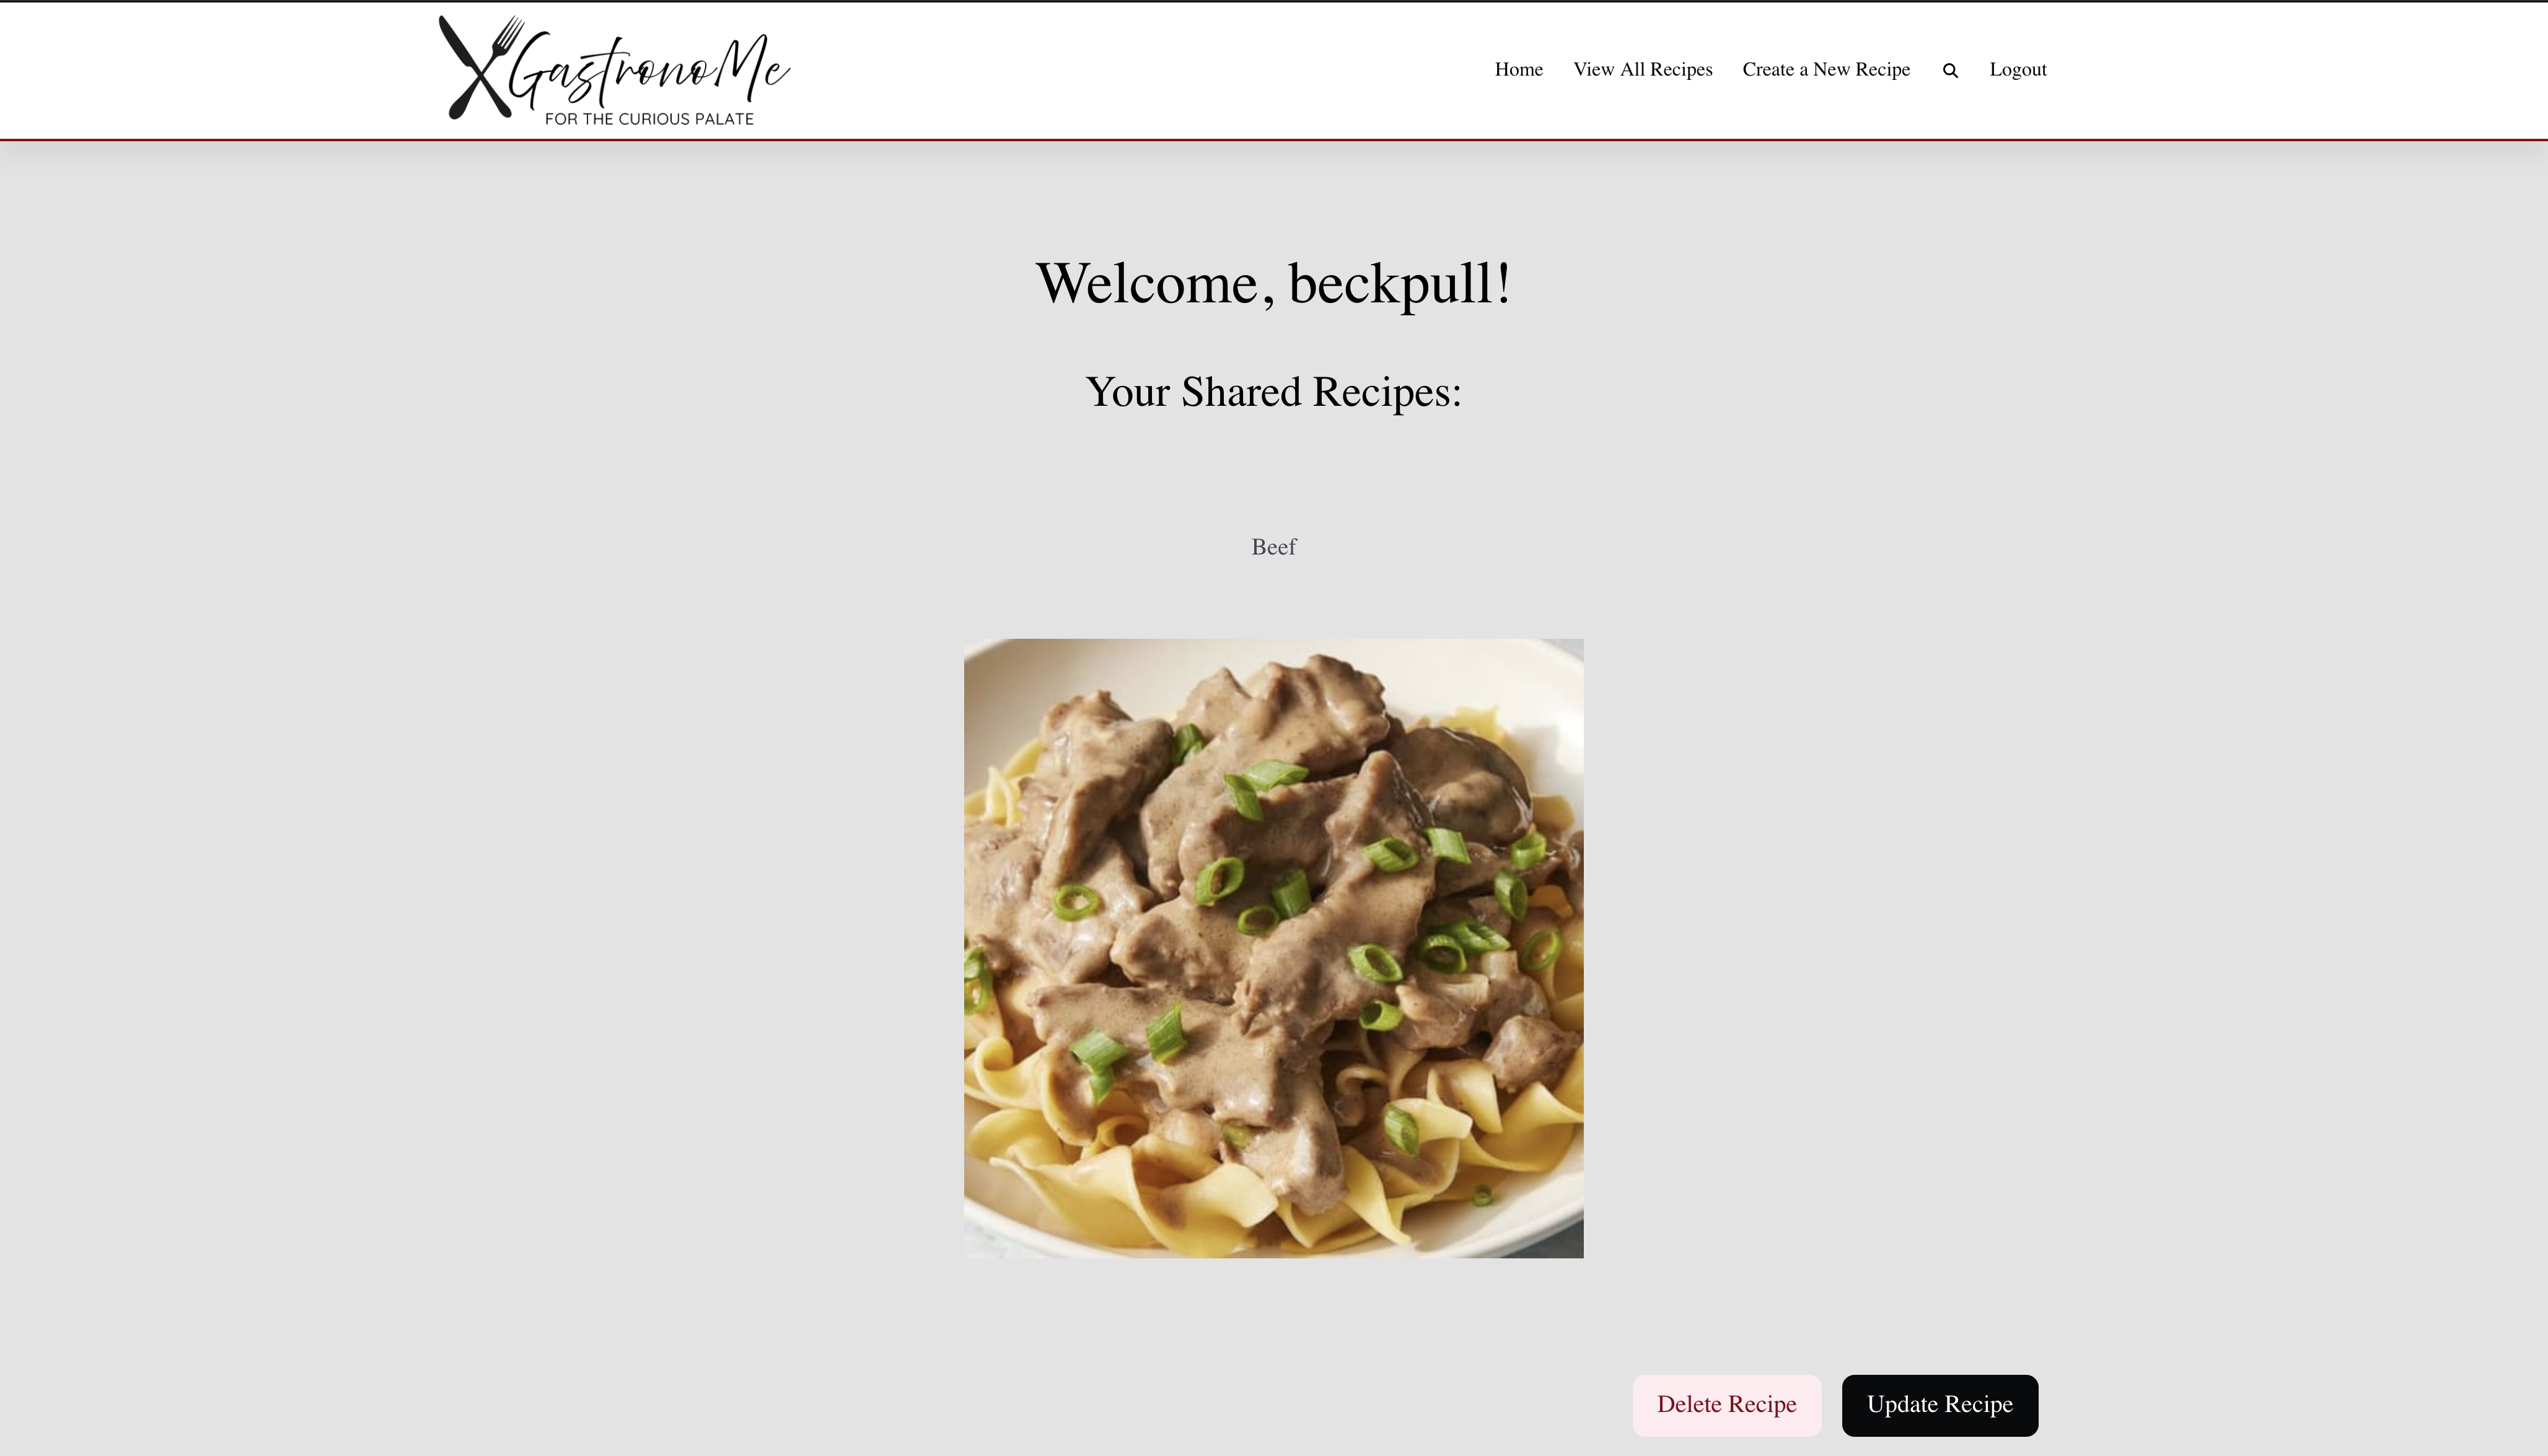 GastronoMe
FOR THE CURIOUS PALATE
Home View All Recipes Create a New Recipe Logout
Welcome, beckpull!
Your Shared Recipes:
Beef
Delete Recipe Update Recipe